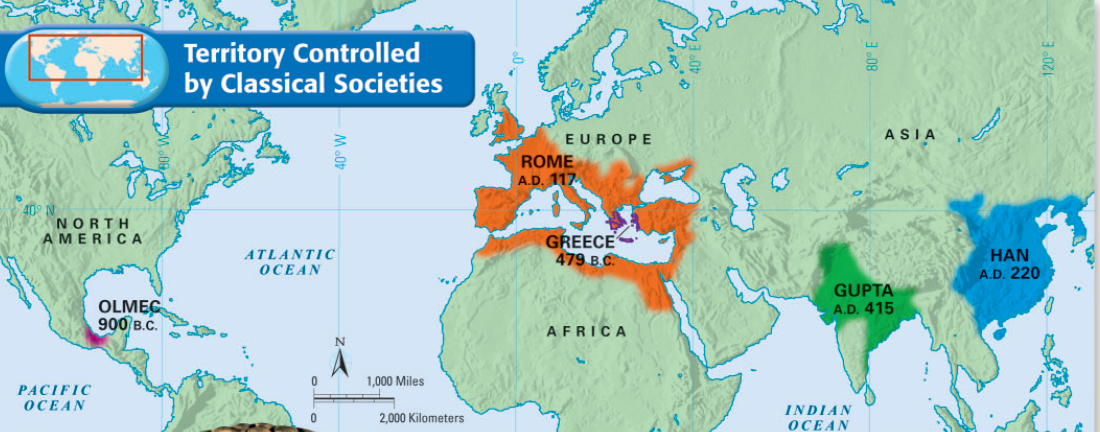 Territory Controlled
by Classical Societies
0°
40° E
80° E
120° E
80° W
40° W
EUROPE
ASIA
ROME
A.D. 117
40° N
NORTH
AMERICA
ATLANTIC
OCEAN
GREECE
479 B.C.
HAN
A.D. 220
GUPTA
A.D. 415
OLMEC
900 B.C.
AFRICA
N
0
1,000 Miles
0
2,000 Kilometers
PACIFIC
OCEAN
INDIAN
OCEAN